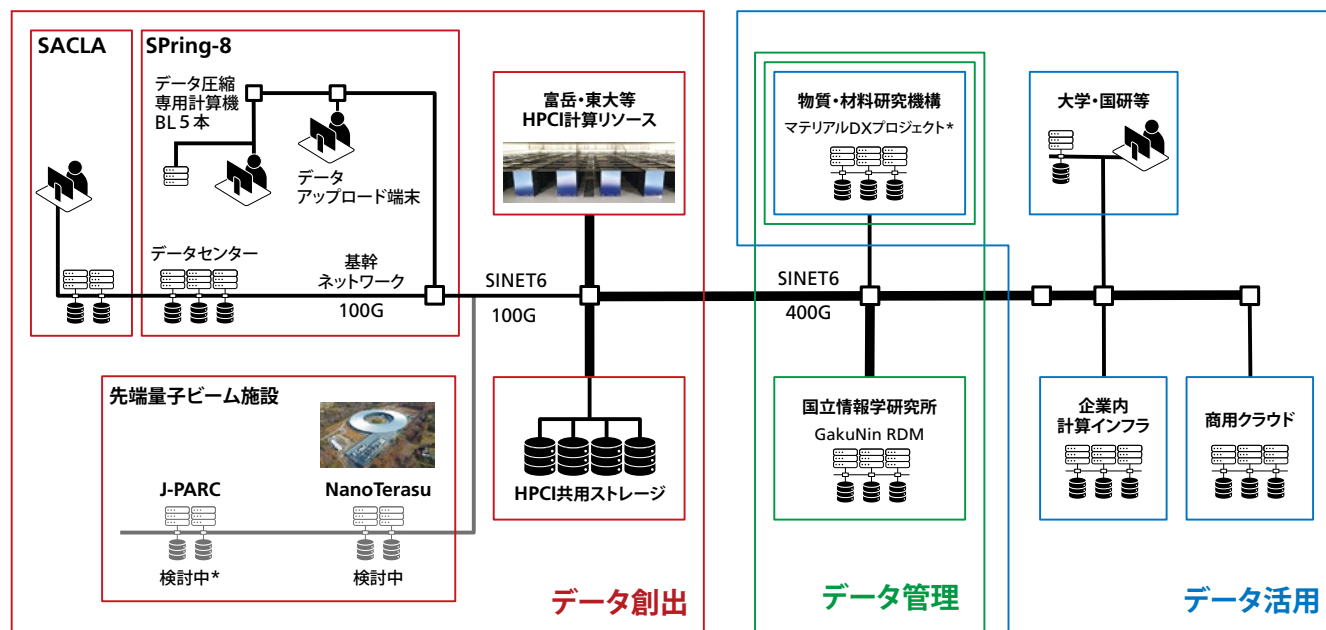 SACLA
SPring-8
データ圧縮
専用計算機
BL5本
データ
アップロード端末
データセンター
基幹
ネットワーク
100G
富岳・東大等
HPCI計算リソース
SINET6
100G
HPCI共用ストレージ
先端量子ビーム施設
J-PARC
検討中*
NanoTerasu
検討中
データ創出
物質・材料研究機構
マテリアルDXプロジェクト*
SINET6
400G
国立情報学研究所
GakuNin RDM
データ管理
大学・国研等
企業内
計算インフラ
商用クラウド
データ活用